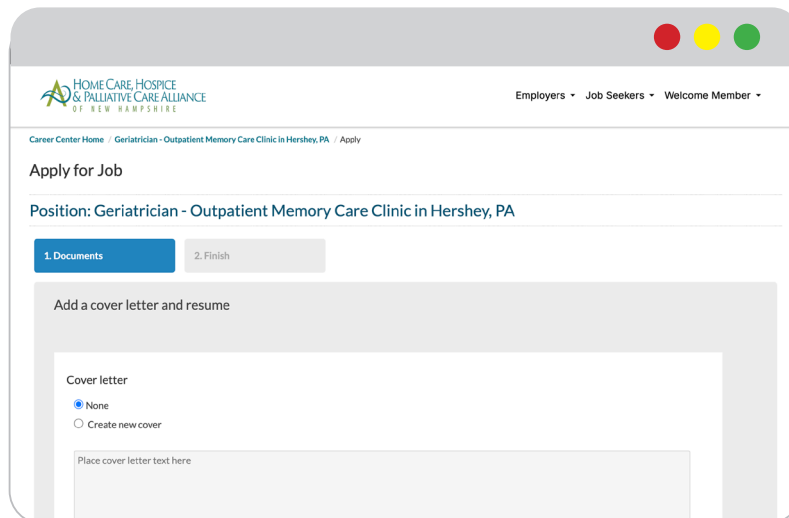 HOME CARE, HOSPICE
& PALLIATIVE CARE ALLIANCE
OF NEW HAMPSHIRE
Employers Job Seekers Welcome Member
Career Center Home / Geriatrician - Outpatient Memory Care Clinic in Hershey, PA / Apply
Apply for Job
Position: Geriatrician - Outpatient Memory Care Clinic in Hershey, PA
1. Documents 2. Finish
Add a cover letter and resume
Cover letter
None
Create new cover
Place cover letter text here